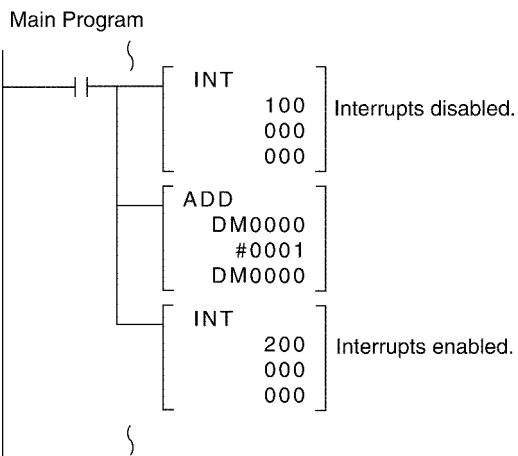 Main Program
INT
100 Interrupts disabled.
000
000
ADD
DM0000
#0001
DM0000
INT
200 Interrupts enabled.
000
000